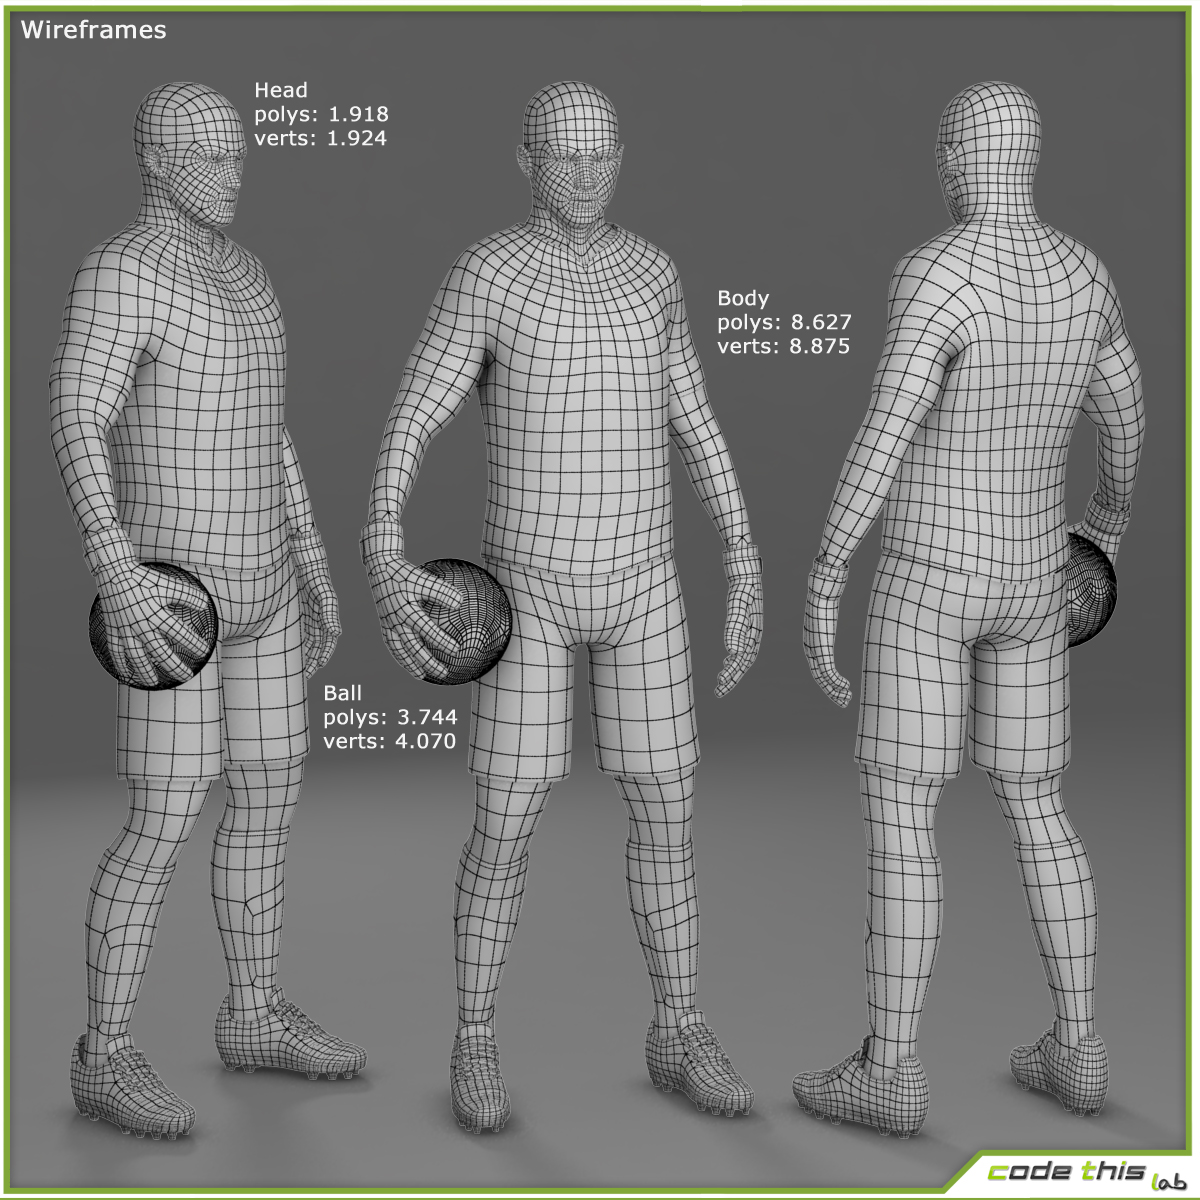 Wireframes
Head
polys: 1.918
verts: 1.924
Body
polys: 8.627
verts: 8.875
Ball
polys: 3.744
verts: 4.070
code this
Lab